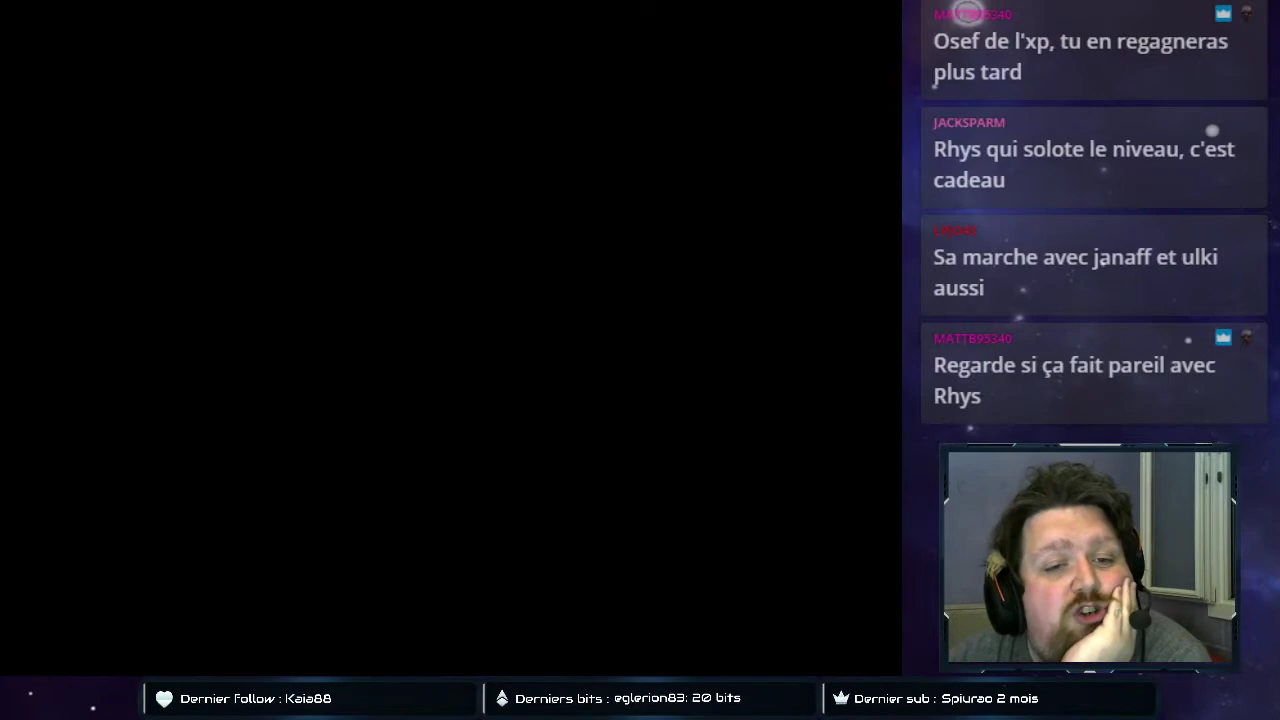 MATTB95340
Osef de l'xp, tu en regagneras
plus tard
JACKSPARM
Rhys qui solote le niveau, c'est
cadeau
Sa marche avec janaff et ulki
aussi
MATTB95340
Regarde si ça fait pareil avec
Rhys
Dernier Follow : Kaia88
Derniers bits : eglerion83: 20 bits
Dernier sub : Spiurao 2 mois